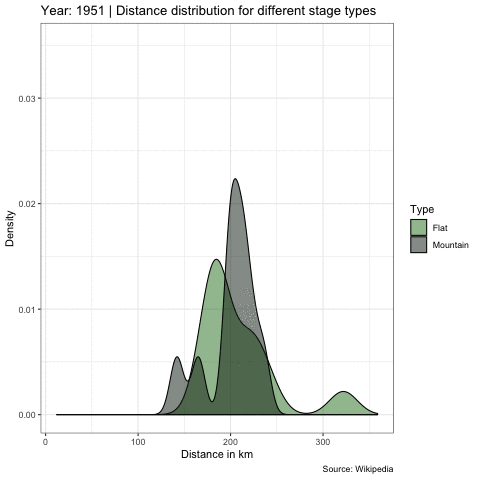 Year: 1951 | Distance distribution for different stage types
0.03
0.02
0.01
0.00
Density
0 100 200 300
Distance in km
Type
Flat
Mountain
Source: Wikipedia